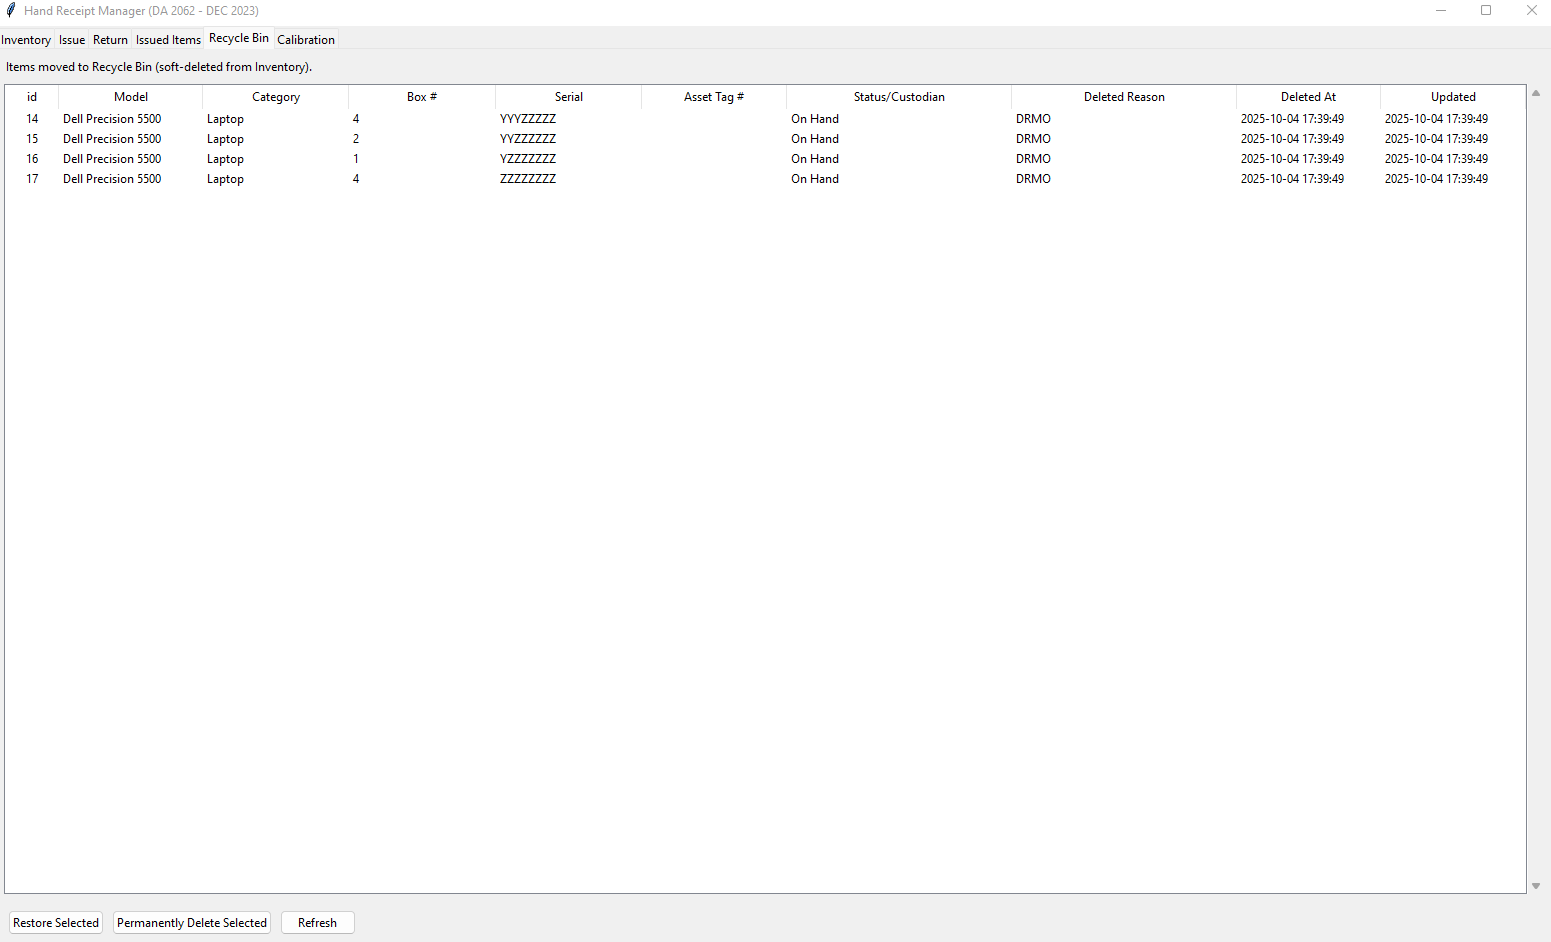 Hand Receipt Manager (DA 2062 - DEC 2023)
Inventory Issue Return Issued Items Recycle Bin Calibration
Items moved to Recycle Bin (soft-deleted from Inventory).
id Model Category Box # Serial Asset Tag # Status/Custodian Deleted Reason Deleted At Updated
14 Dell Precision 5500 Laptop 4 YYYZZZZZ On Hand DRMO 2025-10-04 17:39:49 2025-10-04 17:39:49
15 Dell Precision 5500 Laptop 2 YYZZZZZZ On Hand DRMO 2025-10-04 17:39:49 2025-10-04 17:39:49
16 Dell Precision 5500 Laptop 1 YZZZZZZZ On Hand DRMO 2025-10-04 17:39:49 2025-10-04 17:39:49
17 Dell Precision 5500 Laptop 4 ZZZZZZZZ On Hand DRMO 2025-10-04 17:39:49 2025-10-04 17:39:49
Restore Selected Permanently Delete Selected Refresh